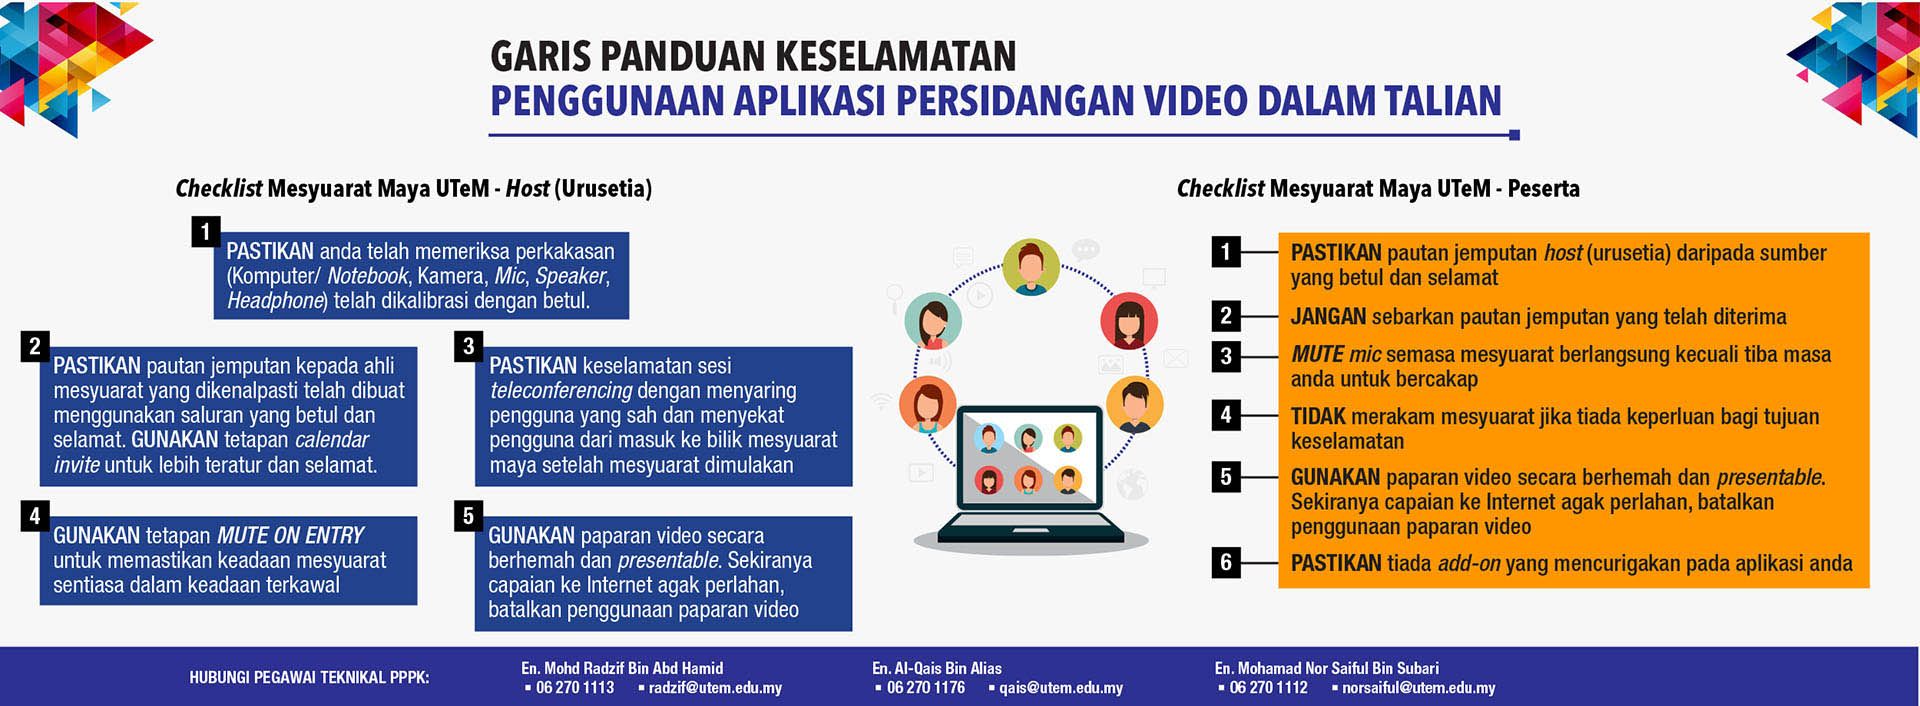 GARIS PANDUAN KESELAMATAN
PENGGUNAAN APLIKASI PERSIDANGAN VIDEO DALAM TALIAN
Checklist Mesyuarat Maya UTeM - Host (Urusetia)
1
PASTIKAN anda telah memeriksa perkakasan
(Komputer/ Notebook, Kamera, Mic, Speaker,
Headphone) telah dikalibrasi dengan betul.
2
PASTIKAN pautan jemputan kepada ahli
mesyuarat yang dikenalpasti telah dibuat
menggunakan saluran yang betul dan
selamat. GUNAKAN tetapan calendar
invite untuk lebih teratur dan selamat.
3
PASTIKAN keselamatan sesi
teleconferencing dengan menyaring
pengguna yang sah dan menyekat
pengguna dari masuk ke bilik mesyuarat
maya setelah mesyuarat dimulakan
4
GUNAKAN tetapan MUTE ON ENTRY
untuk memastikan keadaan mesyuarat
sentiasa dalam keadaan terkawal
5
GUNAKAN paparan video secara
berhemah dan presentable. Sekiranya
capaian ke Internet agak perlahan,
batalkan penggunaan paparan video
Checklist Mesyuarat Maya UTeM - Peserta
1 PASTIKAN pautan jemputan host (urusetia) daripada sumber
yang betul dan selamat
2 JANGAN sebarkan pautan jemputan yang telah diterima
3 MUTE mic semasa mesyuarat berlangsung kecuali tiba masa
anda untuk bercakap
4 TIDAK merakam mesyuarat jika tiada keperluan bagi tujuan
keselamatan
5 GUNAKAN paparan video secara berhemah dan presentable.
Sekiranya capaian ke Internet agak perlahan, batalkan
penggunaan paparan video
6 PASTIKAN tiada add-on yang mencurigakan pada aplikasi anda
HUBUNGI PEGAWAI TEKNIKAL PPPK:
En. Mohd Radzif Bin Abd Hamid
▪ 06 270 1113 ▪ radzif@utem.edu.my
En. Al-Qais Bin Alias
▪ 06 270 1176 ▪ qais@utem.edu.my
En. Mohamad Nor Saiful Bin Subari
▪ 06 270 1112 ▪ norsaiful@utem.edu.my